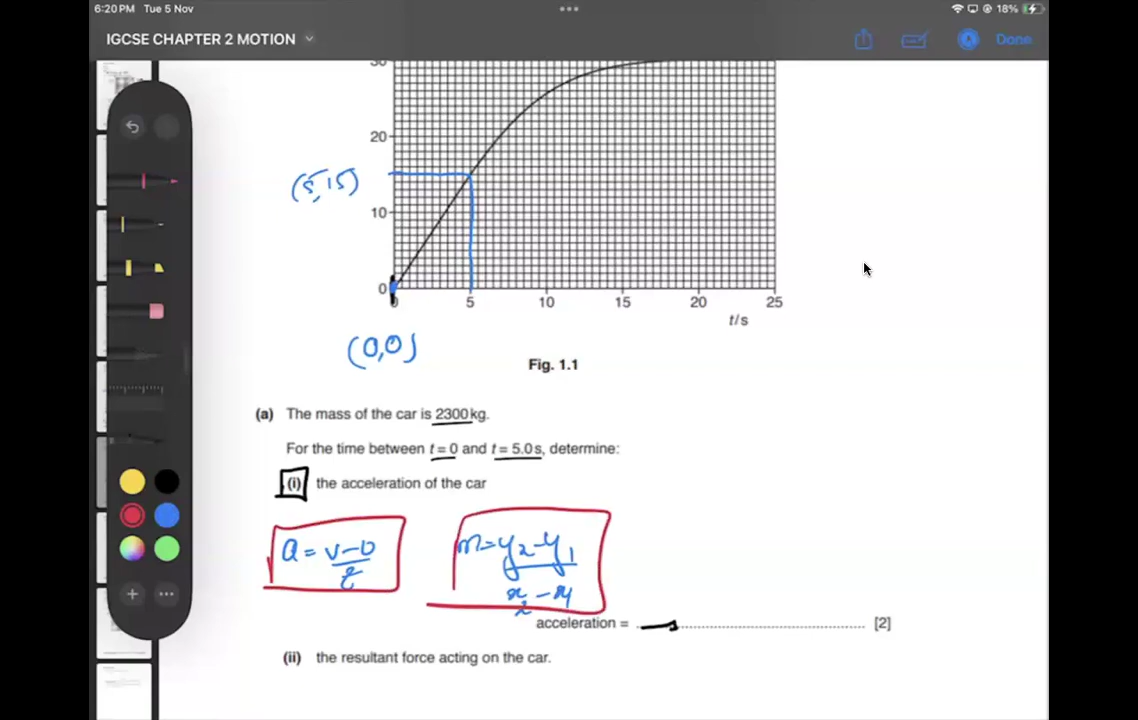 6:20 PM Tue 5 Nov
18%
IGCSE CHAPTER 2 MOTION
Done
30
20
(5,15)
10
0
0 5 10 15 20 25
t/s
(0,0)
Fig. 1.1
(a) The mass of the car is 2300 kg.
For the time between t = 0 and t = 5.0 s, determine:
(i) the acceleration of the car
a = v-u/t
m = y2-y1/x2-x1
acceleration = ........................ [2]
(ii) the resultant force acting on the car.